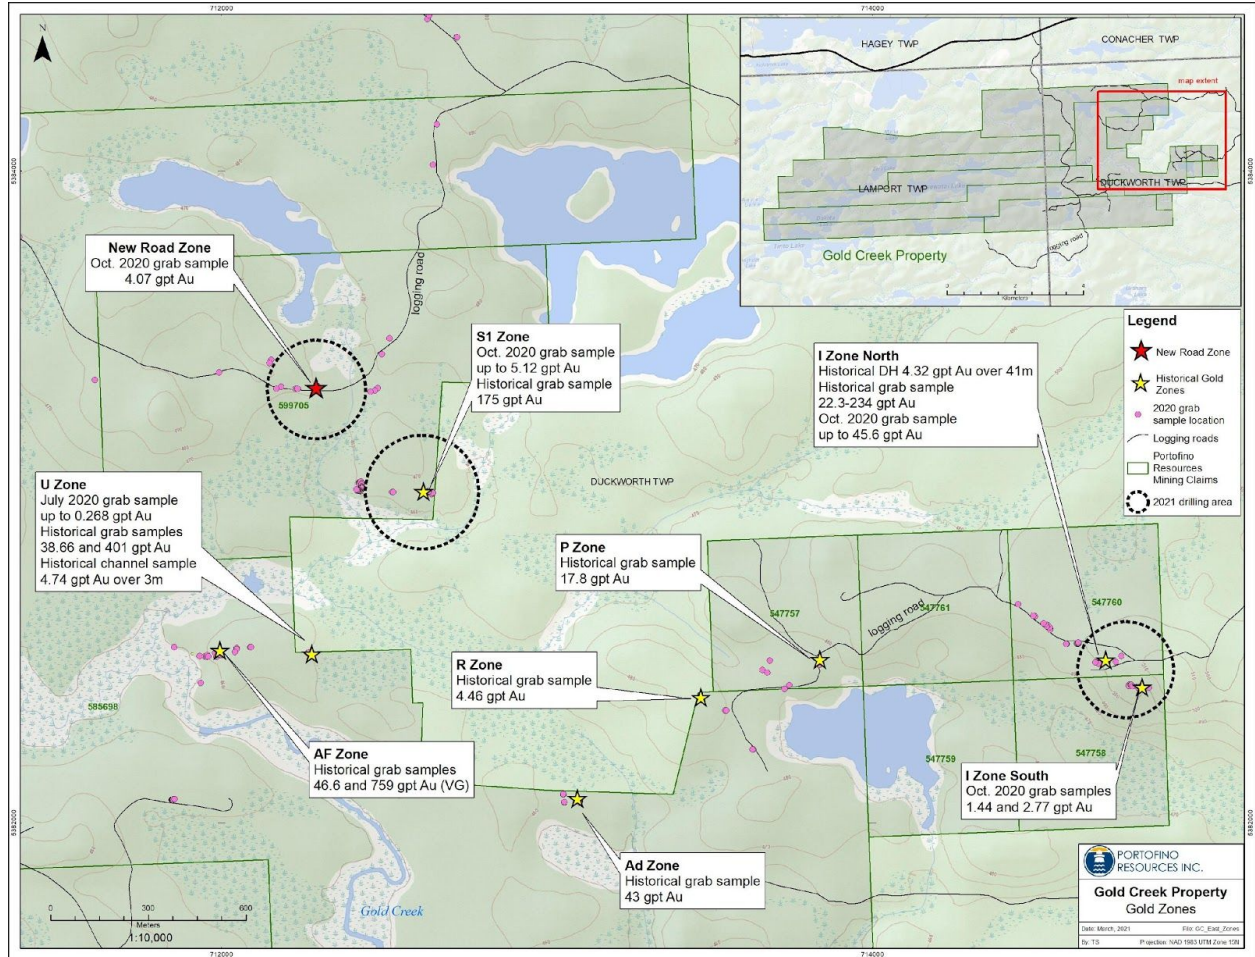 712000
714000
N
HAGEY TWP
CONACHER TWP
map extent
LAMPORT TWP
DUCKWORTH TWP
logging road
Gold Creek Property
0 2 4
Kilometers
5384000
5384000
logging road
New Road Zone
Oct. 2020 grab sample
4.07 gpt Au
599705
S1 Zone
Oct. 2020 grab sample
up to 5.12 gpt Au
Historical grab sample
175 gpt Au
I Zone North
Historical DH 4.32 gpt Au over 41m
Historical grab sample
22.3-234 gpt Au
Oct. 2020 grab sample
up to 45.6 gpt Au
Legend
New Road Zone
Historical Gold
Zones
2020 grab
sample location
Logging roads
Portofino
Resources
Mining Claims
2021 drilling area
DUCKWORTH TWP
U Zone
July 2020 grab sample
up to 0.268 gpt Au
Historical grab samples
38.66 and 401 gpt Au
Historical channel sample
4.74 gpt Au over 3m
P Zone
Historical grab sample
17.8 gpt Au
547757
logging road
547761
547760
R Zone
Historical grab sample
4.46 gpt Au
585698
AF Zone
Historical grab samples
46.6 and 759 gpt Au (VG)
547759
547758
I Zone South
Oct. 2020 grab samples
1.44 and 2.77 gpt Au
5382000
5382000
Ad Zone
Historical grab sample
43 gpt Au
Gold Creek
0 300 600
Meters
1:10,000
PORTOFINO
RESOURCES INC.
Gold Creek Property
Gold Zones
Date: March, 2021 File: GC_East_Zones
By: TS Projection: NAD 1983 UTM Zone 15N
712000
714000